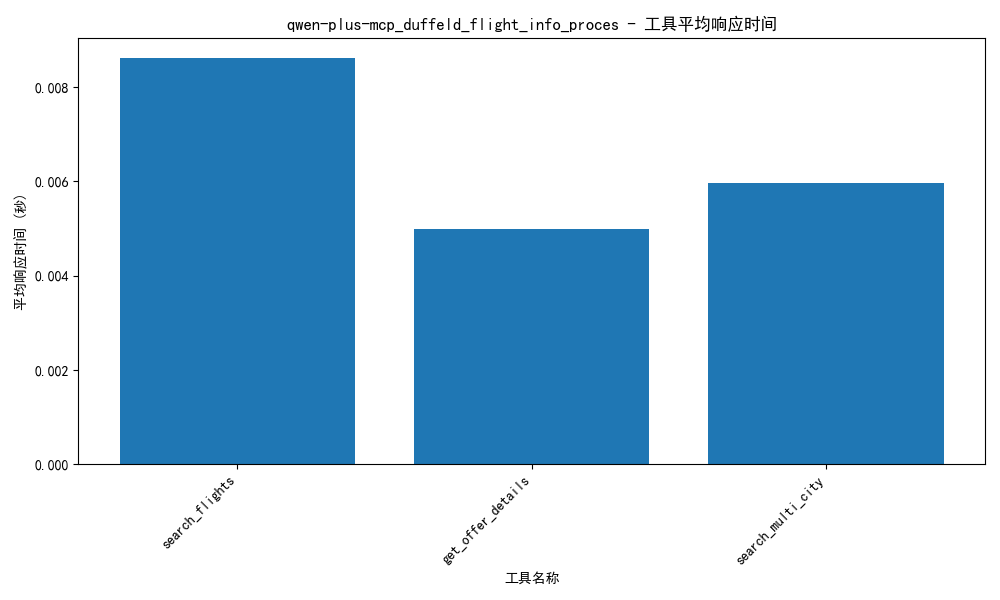 qwen-plus-mcp_duffeld_flight_info_proces - 工具平均响应时间
平均响应时间 (秒)
0.008
0.006
0.004
0.002
0.000
search_flights
get_offer_details
search_multi_city
工具名称